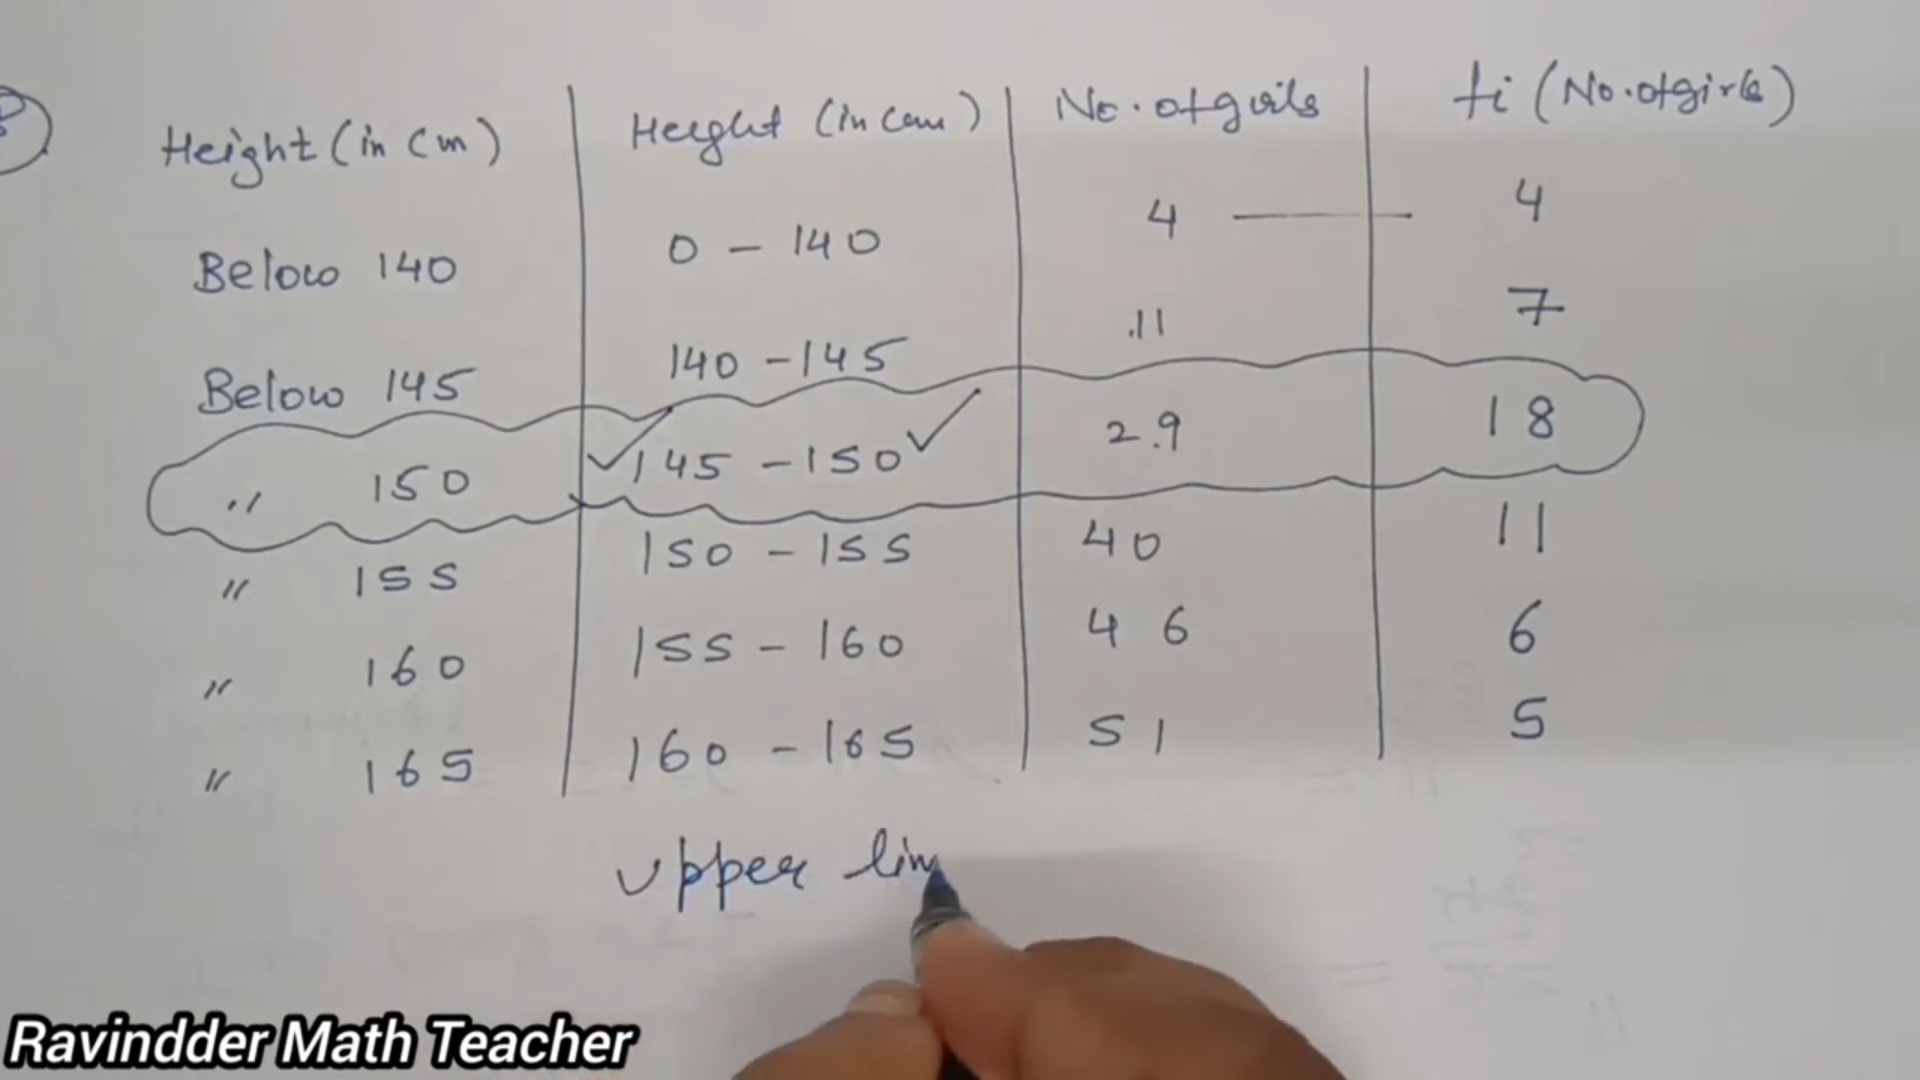 Height (in cm) Height (in cm) No. of girls fi (No. of girls)
Below 140 0 - 140 4 4
Below 145 140 - 145 11 7
" 150 145 - 150 29 18
" 155 150 - 155 40 11
" 160 155 - 160 46 6
" 165 160 - 165 51 5
Upper lim
Ravindder Math Teacher